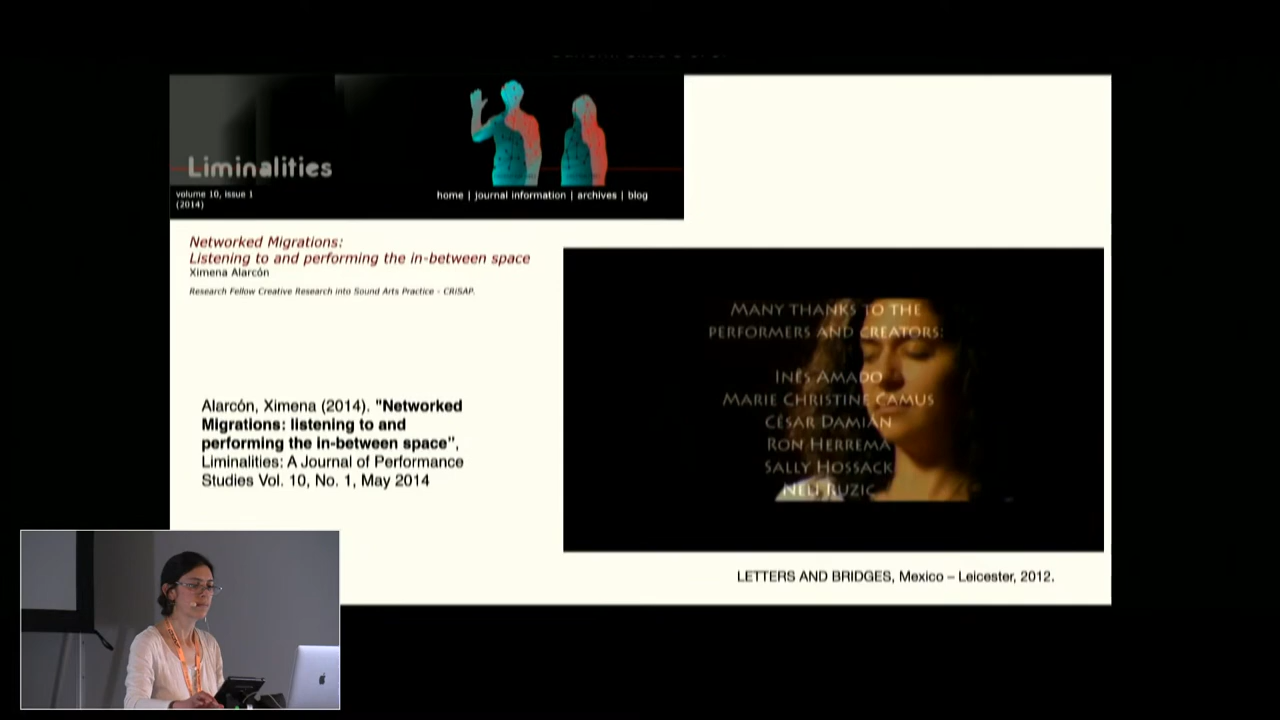 Liminalities
volume 10, issue 1
(2014)
home | journal information | archives | blog
Networked Migrations:
Listening to and performing the in-between space
Ximena Alarcón
Research Fellow Creative Research into Sound Arts Practice - CRiSAP.
Alarcón, Ximena (2014). "Networked
Migrations: listening to and
performing the in-between space",
Liminalities: A Journal of Performance
Studies Vol. 10, No. 1, May 2014
MANY THANKS TO THE
PERFORMERS AND CREATORS:
INÊS AMADO
MARIE CHRISTINE CAMUS
CÉSAR DAMIÁN
RON HERREMA
SALLY HOSSACK
NELI RUZIC
LETTERS AND BRIDGES, Mexico – Leicester, 2012.